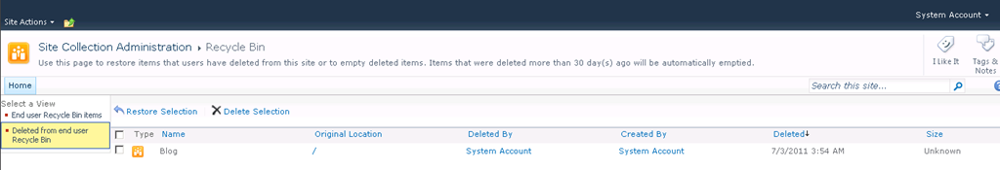 Site Actions
System Account
Site Collection Administration ▸ Recycle Bin
Use this page to restore items that users have deleted from this site or to empty deleted items. Items that were deleted more than 30 day(s) ago will be automatically emptied.
I Like It
Tags &
Notes
Home
Search this site...
Select a View
End user Recycle Bin items
Deleted from end user
Recycle Bin
Restore Selection
Delete Selection
Type Name Original Location Deleted By Created By Deleted↓ Size
Blog / System Account System Account 7/3/2011 3:54 AM Unknown